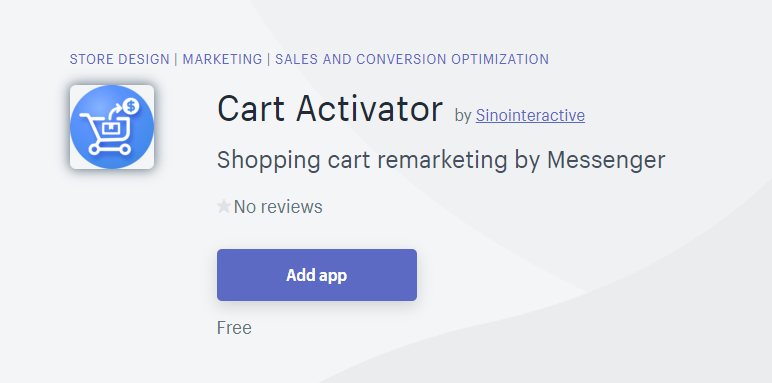 STORE DESIGN | MARKETING | SALES AND CONVERSION OPTIMIZATION
$
Cart Activator by Sinointeractive
Shopping cart remarketing by Messenger
No reviews
Add app
Free